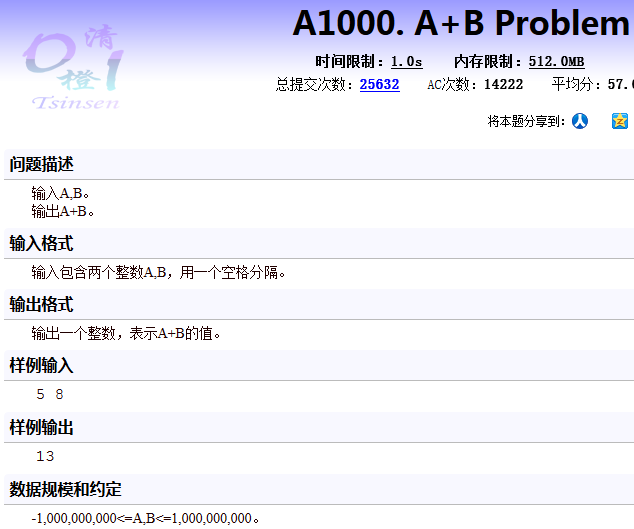 清
橙
Tsinsen
A1000. A+B Problem
时间限制：1.0s 内存限制：512.0MB
总提交次数：25632 AC次数：14222 平均分：57.
将本题分享到：
问题描述
输入A,B。
输出A+B。
输入格式
输入包含两个整数A,B，用一个空格分隔。
输出格式
输出一个整数，表示A+B的值。
样例输入
5 8
样例输出
13
数据规模和约定
-1,000,000,000<=A,B<=1,000,000,000。